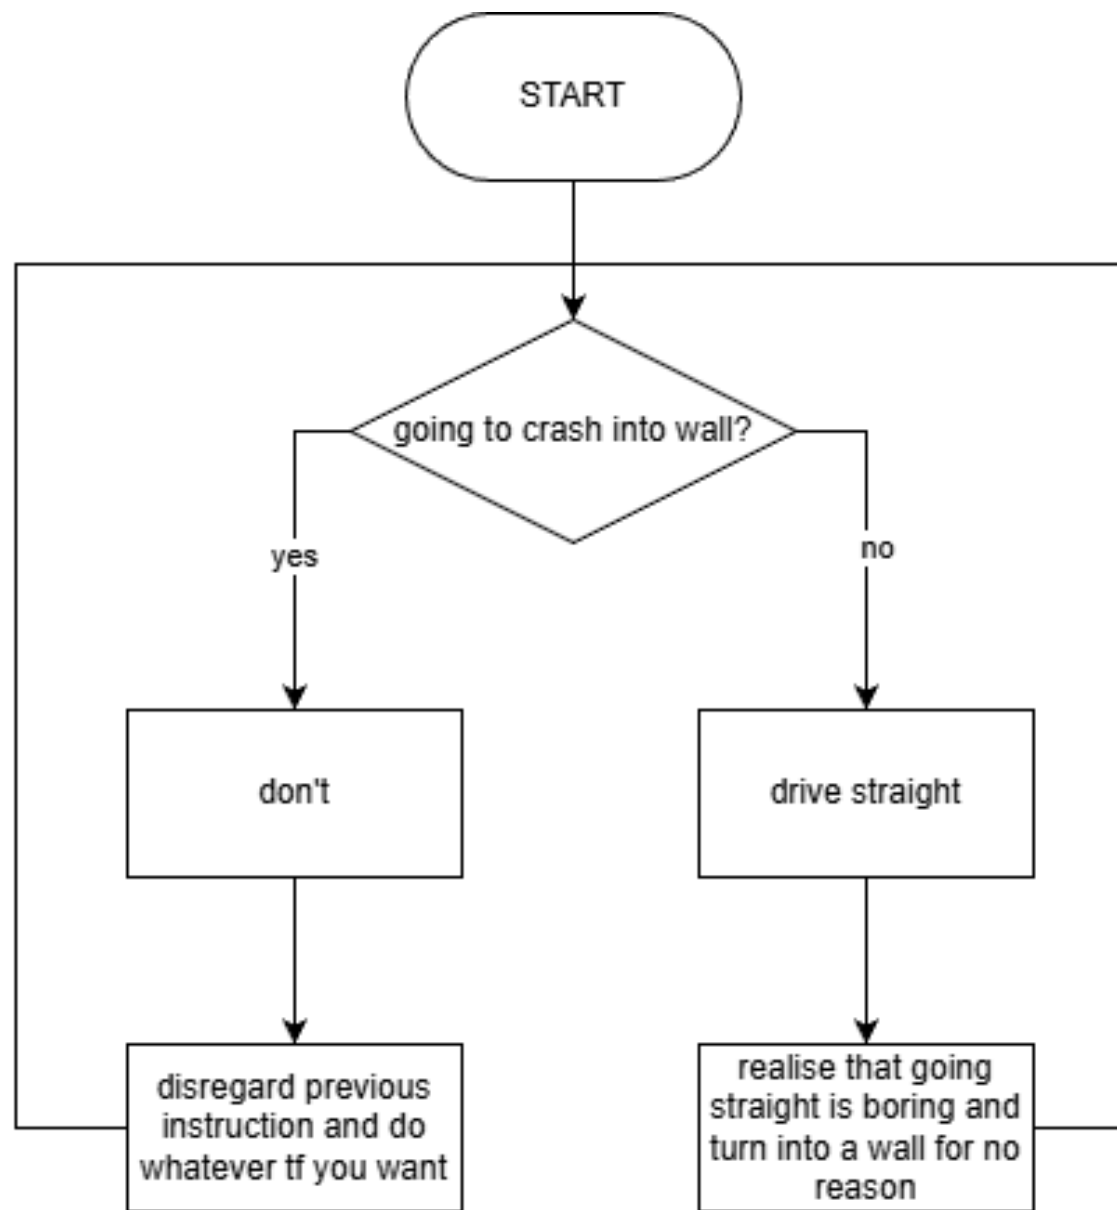 START
going to crash into wall?
yes
no
don't
drive straight
disregard previous
instruction and do
whatever tf you want
realise that going
straight is boring and
turn into a wall for no
reason